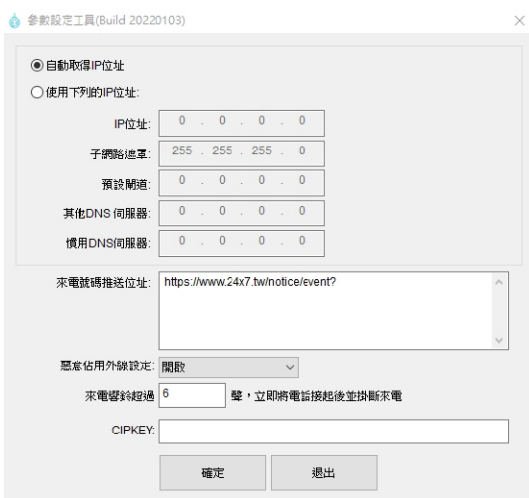 參數設定工具(Build 20220103)
自動取得IP位址
使用下列的IP位址:
IP位址: 0 . 0 . 0 . 0
子網路遮罩: 255 . 255 . 255 . 0
預設閘道: 0 . 0 . 0 . 0
其他DNS 伺服器: 0 . 0 . 0 . 0
慣用DNS伺服器: 0 . 0 . 0 . 0
來電號碼推送位址: https://www.24x7.tw/notice/event?
惡意佔用外線設定: 開啟
來電響鈴超過 6 聲，立即將電話接起後並掛斷來電
CIPKEY:
確定 退出